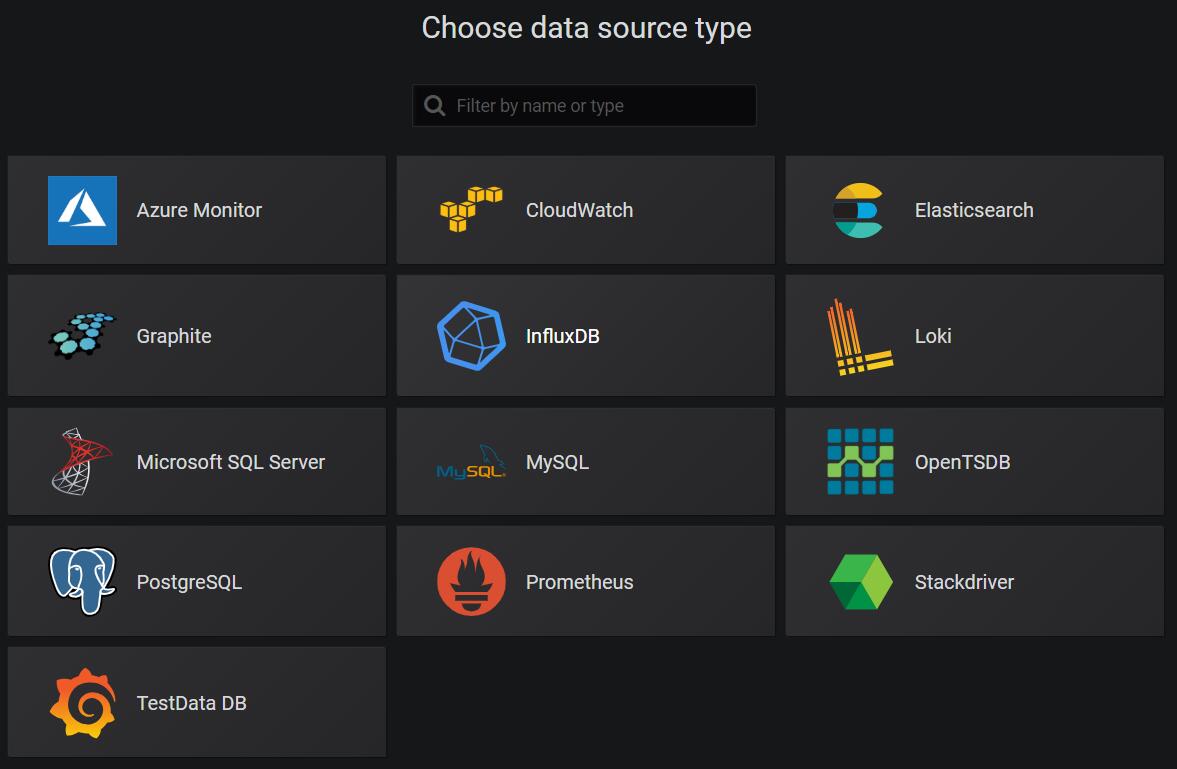 Choose data source type
Filter by name or type
Azure Monitor
CloudWatch
Elasticsearch
Graphite
InfluxDB
Loki
Microsoft SQL Server
MySQL
MySQL
OpenTSDB
PostgreSQL
Prometheus
Stackdriver
TestData DB